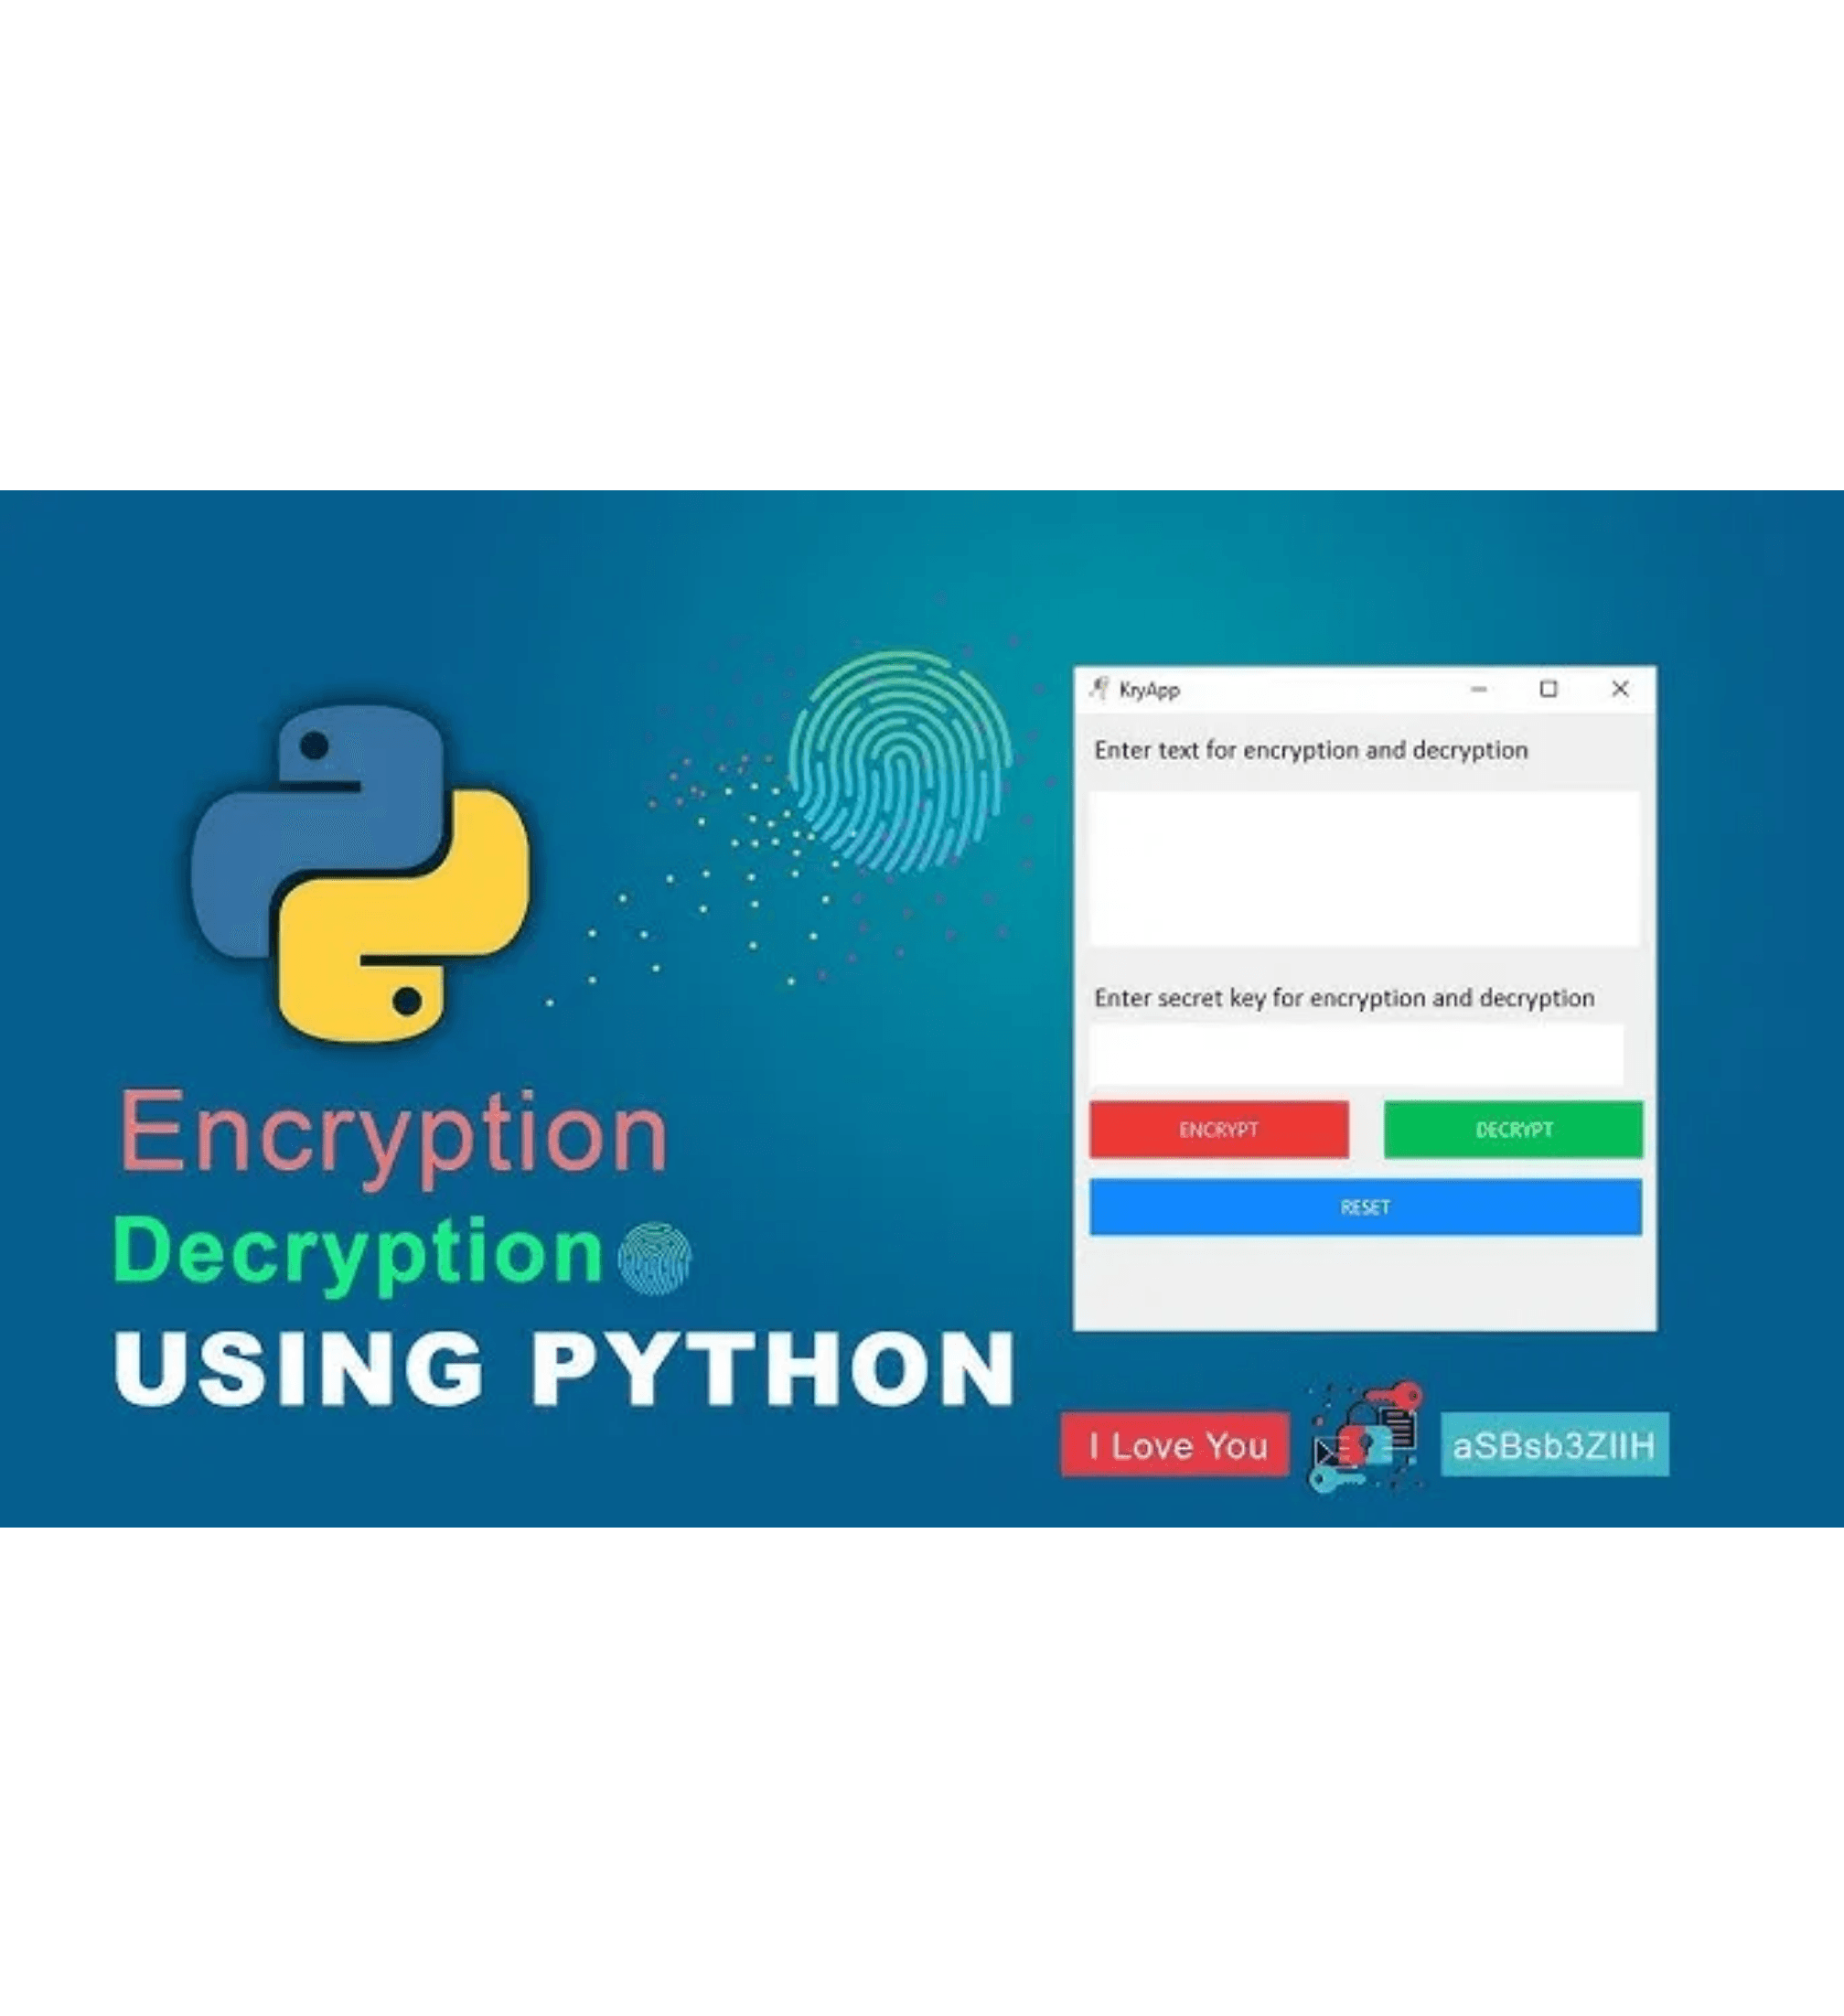 Encryption
Decryption
USING PYTHON
KryApp
Enter text for encryption and decryption
Enter secret key for encryption and decryption
ENCRYPT
DECRYPT
RESET
I Love You
aSBsb3ZlIH